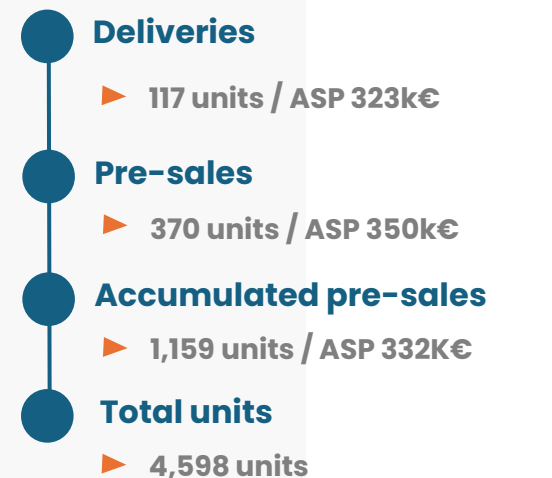 Deliveries
117 units / ASP 323k€
Pre-sales
370 units / ASP 350k€
Accumulated pre-sales
1,159 units / ASP 332K€
Total units
4,598 units